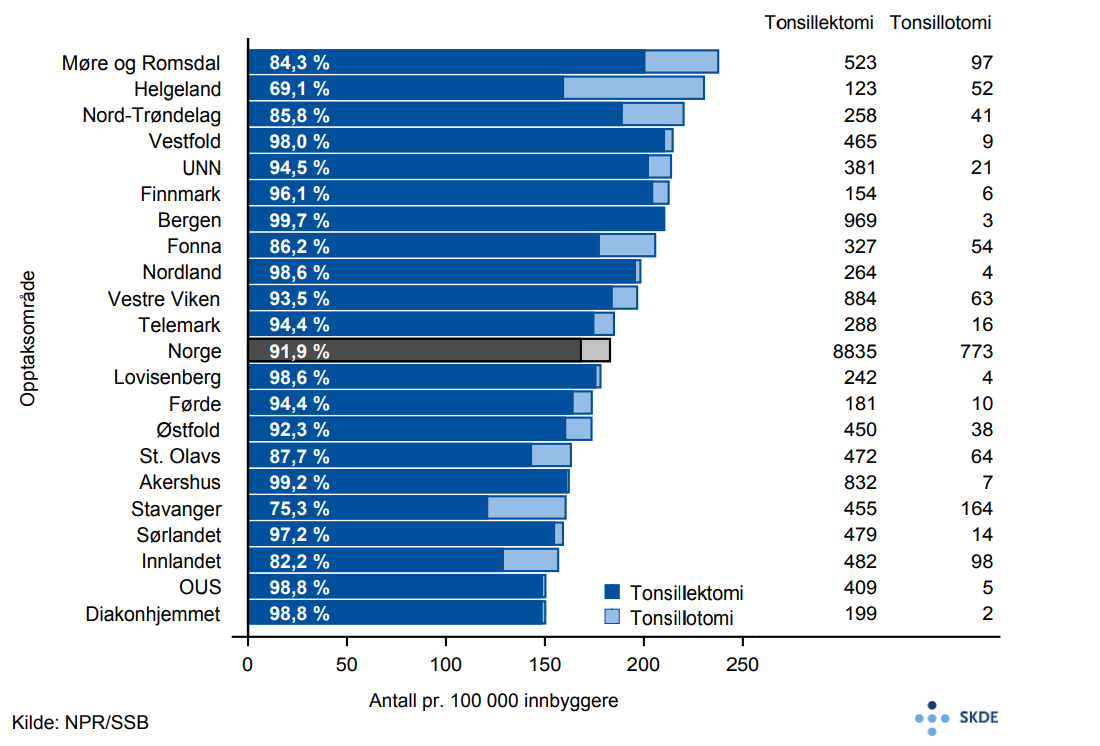 Tonsillektomi Tonsillotomi
Møre og Romsdal 84,3 % 523 97
Helgeland 69,1 % 123 52
Nord-Trøndelag 85,8 % 258 41
Vestfold 98,0 % 465 9
UNN 94,5 % 381 21
Finnmark 96,1 % 154 6
Bergen 99,7 % 969 3
Fonna 86,2 % 327 54
Nordland 98,6 % 264 4
Vestre Viken 93,5 % 884 63
Telemark 94,4 % 288 16
Norge 91,9 % 8835 773
Lovisenberg 98,6 % 242 4
Førde 94,4 % 181 10
Østfold 92,3 % 450 38
St. Olavs 87,7 % 472 64
Akershus 99,2 % 832 7
Stavanger 75,3 % 455 164
Sørlandet 97,2 % 479 14
Innlandet 82,2 % 482 98
OUS 98,8 % 409 5
Diakonhjemmet 98,8 % 199 2
Opptaksområde
Tonsillektomi
Tonsillotomi
0 50 100 150 200 250
Antall pr. 100 000 innbyggere
Kilde: NPR/SSB
SKDE